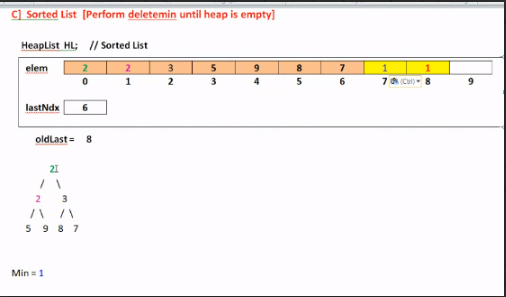 C] Sorted List [Perform deletemin until heap is empty]
HeapList HL; // Sorted List
elem 2 2 3 5 9 8 7 1 1
0 1 2 3 4 5 6 7 (Ctrl) 8 9
lastNdx 6
oldLast = 8
2
/ \
2 3
/ \ / \
5 9 8 7
Min = 1